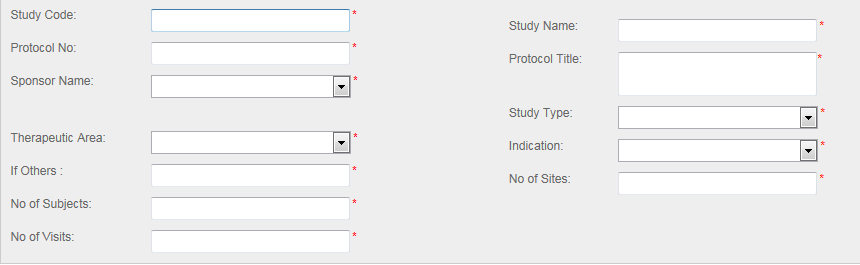 Study Code: *
Protocol No: *
Sponsor Name: *
Therapeutic Area: *
If Others : *
No of Subjects: *
No of Visits: *
Study Name: *
Protocol Title: *
Study Type: *
Indication: *
No of Sites: *